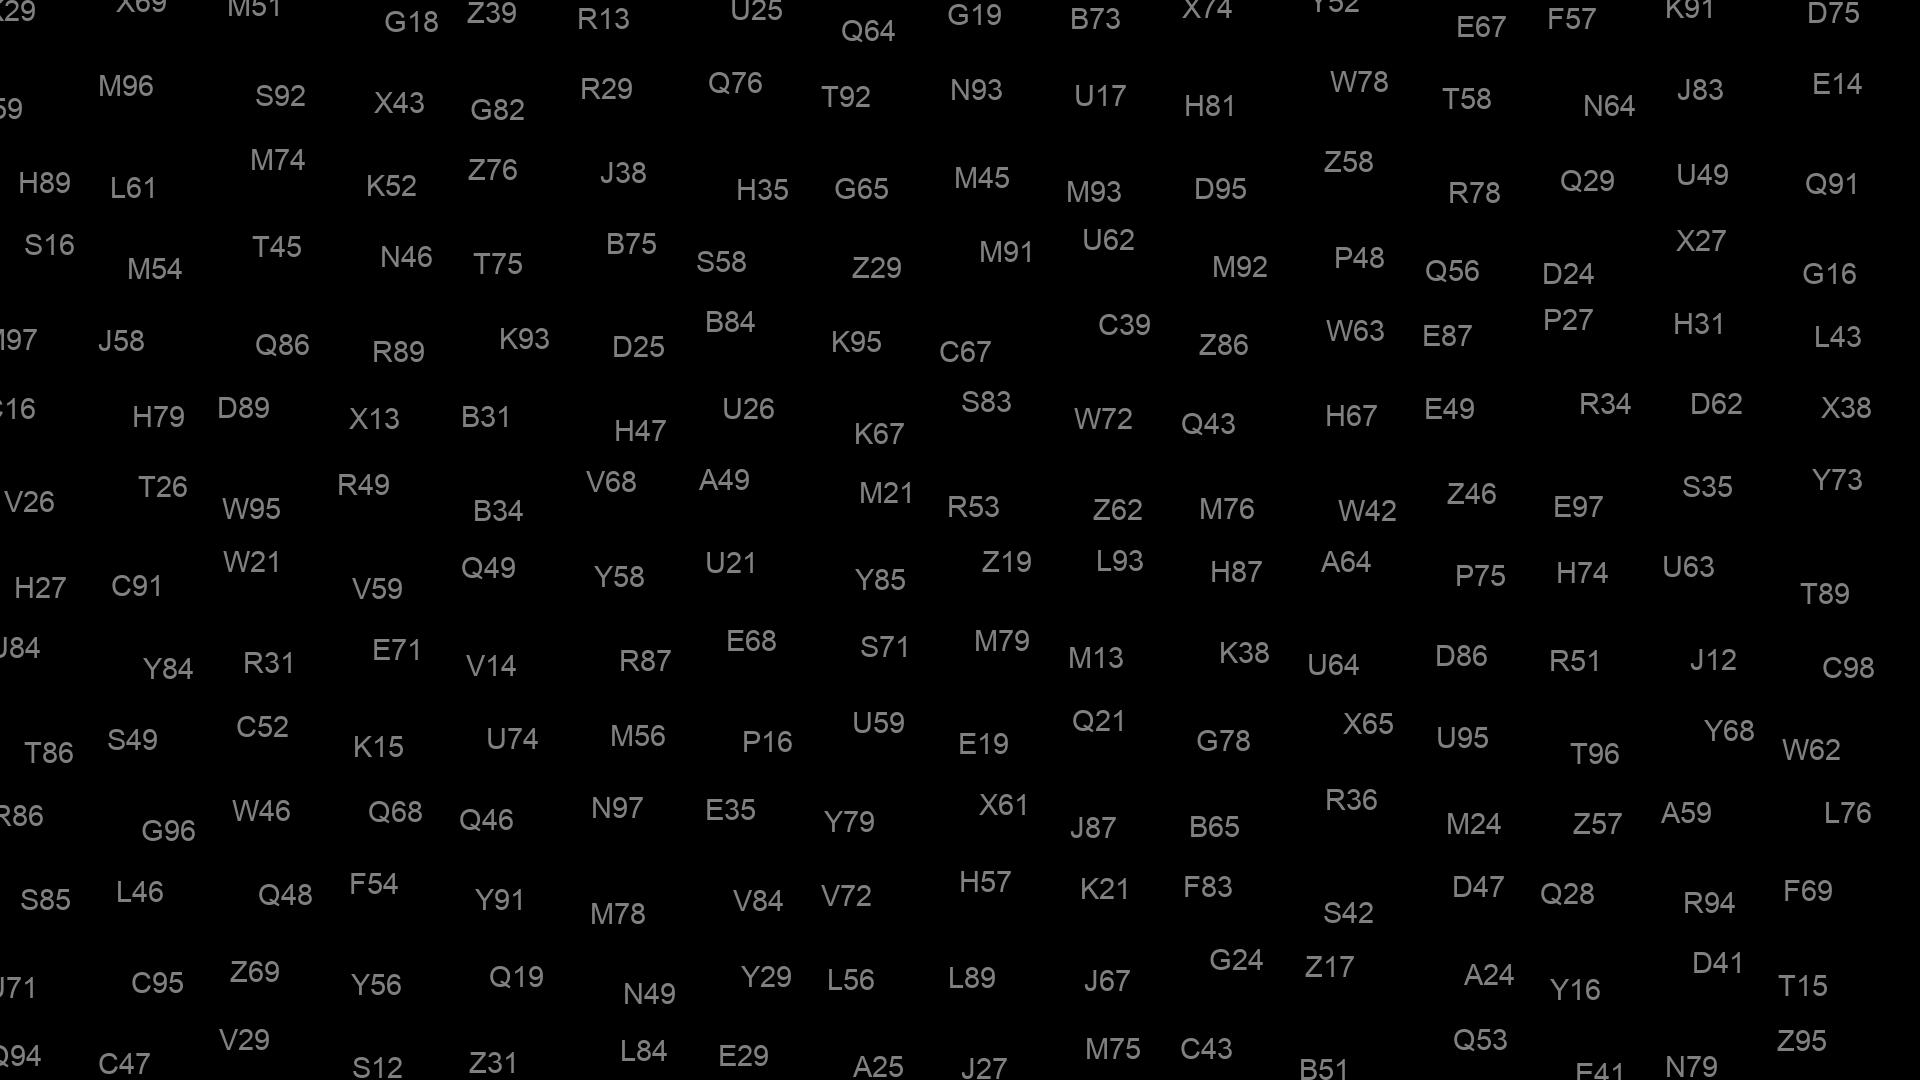 X69 M51 G18 Z39 R13 U25 Q64 G19 B73 X74 Y52 E67 F57 K91 D75
M96 S92 X43 G82 R29 Q76 T92 N93 U17 H81 W78 T58 N64 J83 E14
H89 L61 M74 K52 Z76 J38 H35 G65 M45 M93 D95 Z58 R78 Q29 U49 Q91
S16 M54 T45 N46 T75 B75 S58 Z29 M91 U62 M92 P48 Q56 D24 X27 G16
M97 J58 Q86 R89 K93 D25 B84 K95 C67 C39 Z86 W63 E87 P27 H31 L43
C16 H79 D89 X13 B31 H47 U26 K67 S83 W72 Q43 H67 E49 R34 D62 X38
V26 T26 W95 R49 B34 V68 A49 M21 R53 Z62 M76 W42 Z46 E97 S35 Y73
H27 C91 W21 V59 Q49 Y58 U21 Y85 Z19 L93 H87 A64 P75 H74 U63 T89
U84 Y84 R31 E71 V14 R87 E68 S71 M79 M13 K38 U64 D86 R51 J12 C98
T86 S49 C52 K15 U74 M56 P16 U59 E19 Q21 G78 X65 U95 T96 Y68 W62
R86 G96 W46 Q68 Q46 N97 E35 Y79 X61 J87 B65 R36 M24 Z57 A59 L76
S85 L46 Q48 F54 Y91 M78 V84 V72 H57 K21 F83 S42 D47 Q28 R94 F69
C95 Z69 Y56 Q19 N49 Y29 L56 L89 J67 G24 Z17 A24 Y16 D41 T15
Q94 C47 V29 S12 Z31 L84 E29 A25 J27 M75 C43 B51 Q53 N79 Z95